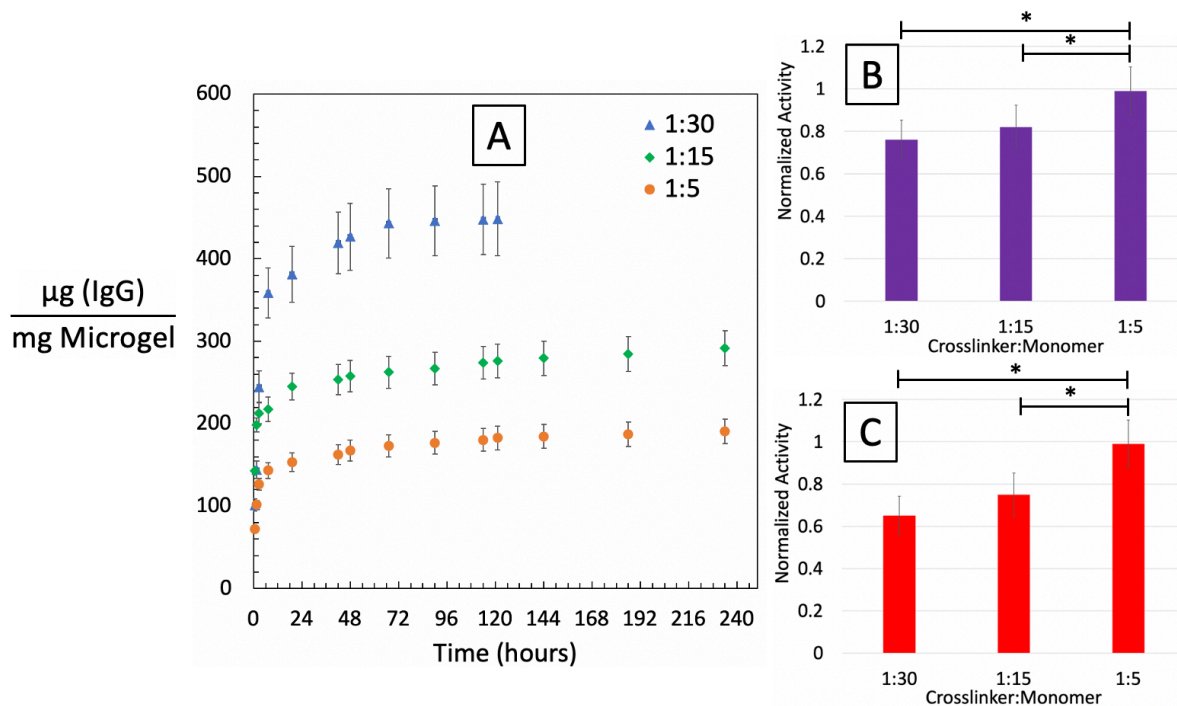 A
600
500
400
300
200
100
0
0 24 48 72 96 120 144 168 192 216 240
Time (hours)
μg (IgG)
mg Microgel
1:30
1:15
1:5
*
*
B
1.2
1
0.8
0.6
0.4
0.2
0
Normalized Activity
1:30 1:15 1:5
Crosslinker:Monomer
*
*
C
1.2
1
0.8
0.6
0.4
0.2
0
Normalized Activity
1:30 1:15 1:5
Crosslinker:Monomer